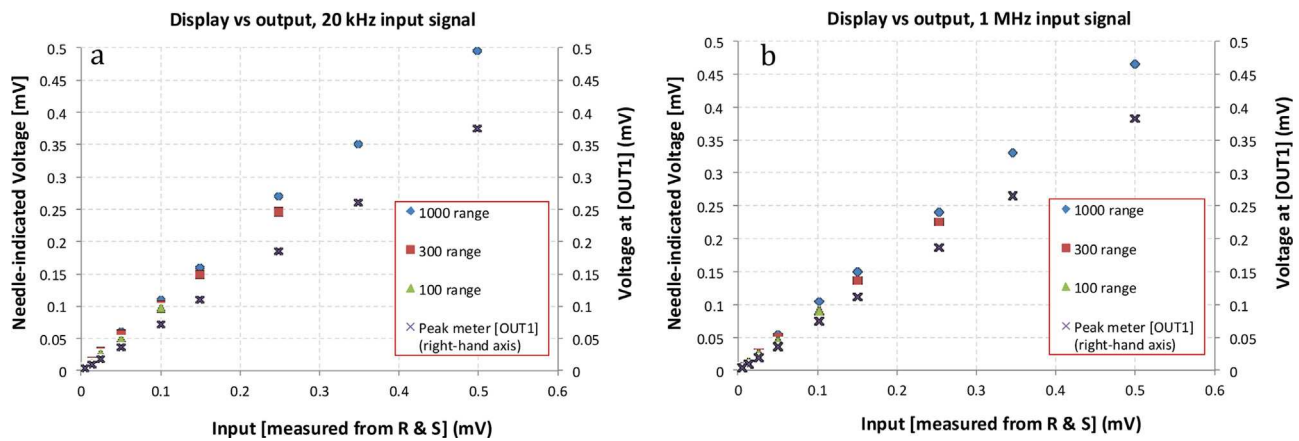 Display vs output, 20 kHz input signal
a
Needle-indicated Voltage [mV]
0.5
0.45
0.4
0.35
0.3
0.25
0.2
0.15
0.1
0.05
0
0.5
0.45
0.4
0.35
0.3
0.25
0.2
0.15
0.1
0.05
0
Voltage at [OUT1] (mV)
1000 range
300 range
100 range
Peak meter [OUT1]
(right-hand axis)
0 0.1 0.2 0.3 0.4 0.5 0.6
Input [measured from R & S] (mV)
Display vs output, 1 MHz input signal
b
Needle-indicated Voltage [mV]
0.5
0.45
0.4
0.35
0.3
0.25
0.2
0.15
0.1
0.05
0
0.5
0.45
0.4
0.35
0.3
0.25
0.2
0.15
0.1
0.05
0
Voltage at [OUT1] (mV)
1000 range
300 range
100 range
Peak meter [OUT1]
(right-hand axis)
0 0.1 0.2 0.3 0.4 0.5 0.6
Input [measured from R & S] (mV)